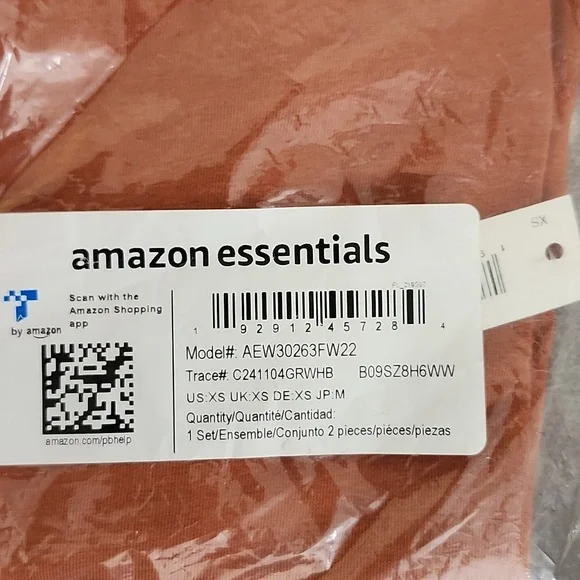 amazon essentials
Scan with the
Amazon Shopping
app
by amazon
amazon.com/pbhelp
1 92912 45728 4
Model#: AEW30263FW22
Trace#: C241104GRWHB B09SZ8H6WW
US:XS UK:XS DE:XS JP:M
Quantity/Quantité/Cantidad:
1 Set/Ensemble/Conjunto 2 pieces/pièces/piezas
XS